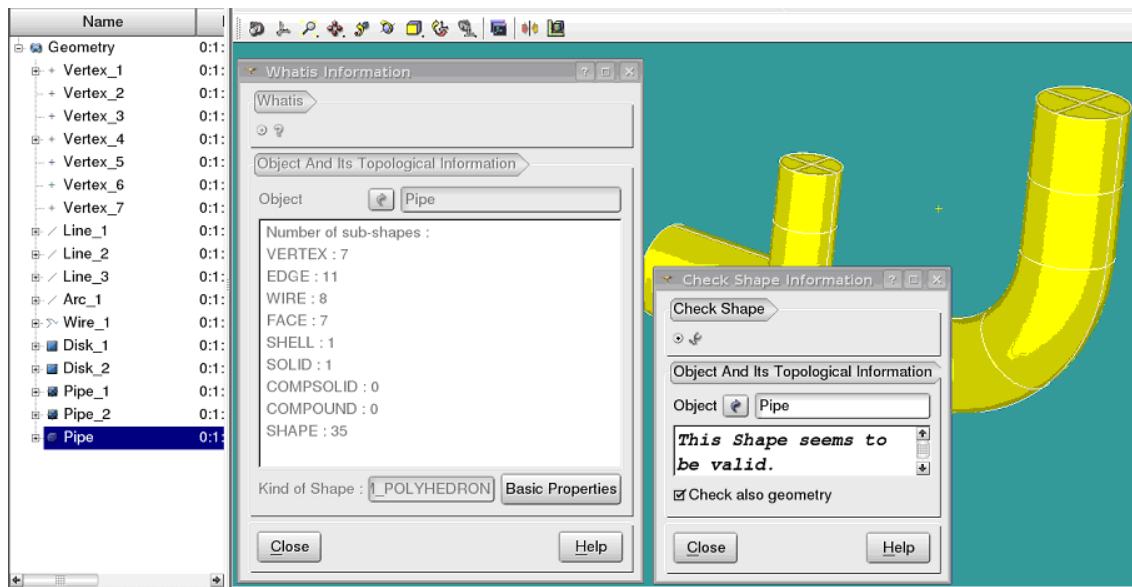 Name
Geometry 0:1:
Vertex_1 0:1:
Vertex_2 0:1:
Vertex_3 0:1:
Vertex_4 0:1:
Vertex_5 0:1:
Vertex_6 0:1:
Vertex_7 0:1:
Line_1 0:1:
Line_2 0:1:
Line_3 0:1:
Arc_1 0:1:
Wire_1 0:1:
Disk_1 0:1:
Disk_2 0:1:
Pipe_1 0:1:
Pipe_2 0:1:
Pipe 0:1:
Whatis Information
Whatis
Object And Its Topological Information
Object Pipe
Number of sub-shapes :
VERTEX : 7
EDGE : 11
WIRE : 8
FACE : 7
SHELL : 1
SOLID : 1
COMPSOLID : 0
COMPOUND : 0
SHAPE : 35
Kind of Shape : M_POLYHEDRON Basic Properties
Close Help
Check Shape Information
Check Shape
Object And Its Topological Information
Object Pipe
This Shape seems to
be valid.
Check also geometry
Close Help